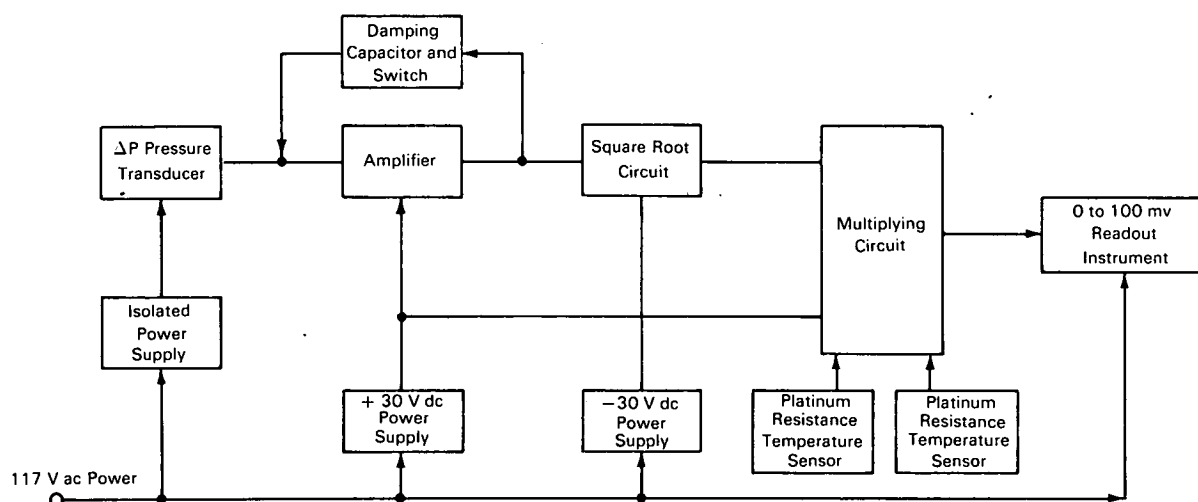 Damping
Capacitor and
Switch
ΔP Pressure
Transducer
Amplifier
Square Root
Circuit
Multiplying
Circuit
0 to 100 mv
Readout
Instrument
Isolated
Power
Supply
+ 30 V dc
Power
Supply
−30 V dc
Power
Supply
Platinum
Resistance
Temperature
Sensor
Platinum
Resistance
Temperature
Sensor
117 V ac Power